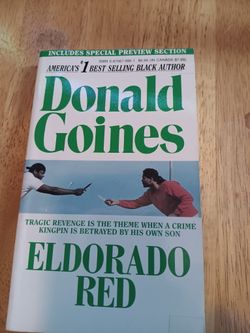 INCLUDES SPECIAL PREVIEW SECTION
AMERICA'S #1 BEST SELLING BLACK AUTHOR
Donald
Goines
TRAGIC REVENGE IS THE THEME WHEN A CRIME
KINGPIN IS BETRAYED BY HIS OWN SON
ELDORADO
RED